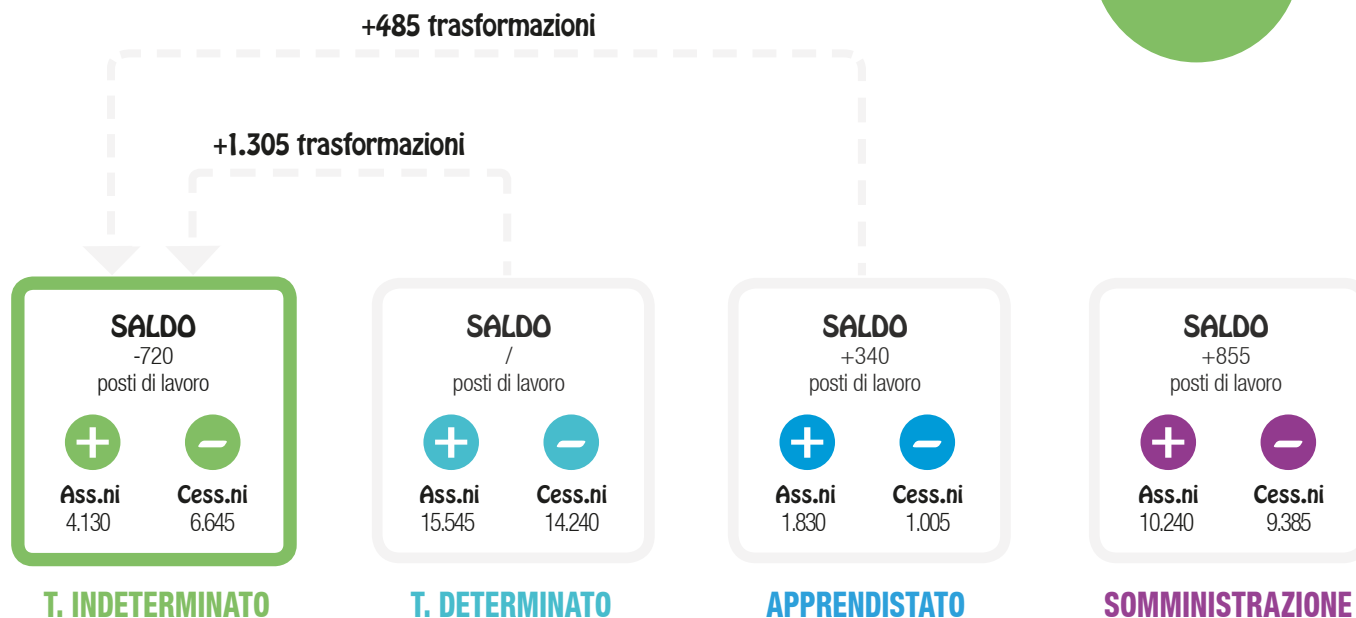 +485 trasformazioni
+1.305 trasformazioni
SALDO
-720
posti di lavoro
+ -
Ass.ni Cess.ni
4.130 6.645
T. INDETERMINATO
SALDO
/
posti di lavoro
+ -
Ass.ni Cess.ni
15.545 14.240
T. DETERMINATO
SALDO
+340
posti di lavoro
+ -
Ass.ni Cess.ni
1.830 1.005
APPRENDISTATO
SALDO
+855
posti di lavoro
+ -
Ass.ni Cess.ni
10.240 9.385
SOMMINISTRAZIONE